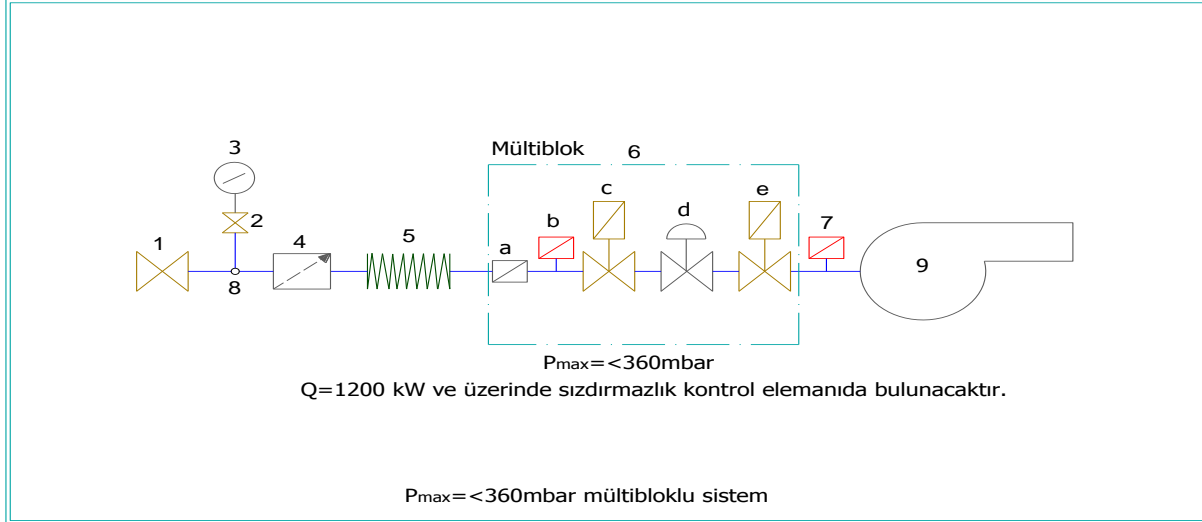 Mültiblok
6
3
c
e
2
b
d
7
1
4
5
a
9
8
Pmax=<360mbar
Q=1200 kW ve üzerinde sızdırmazlık kontrol elemanıda bulunacaktır.
Pmax=<360mbar mültibloklu sistem